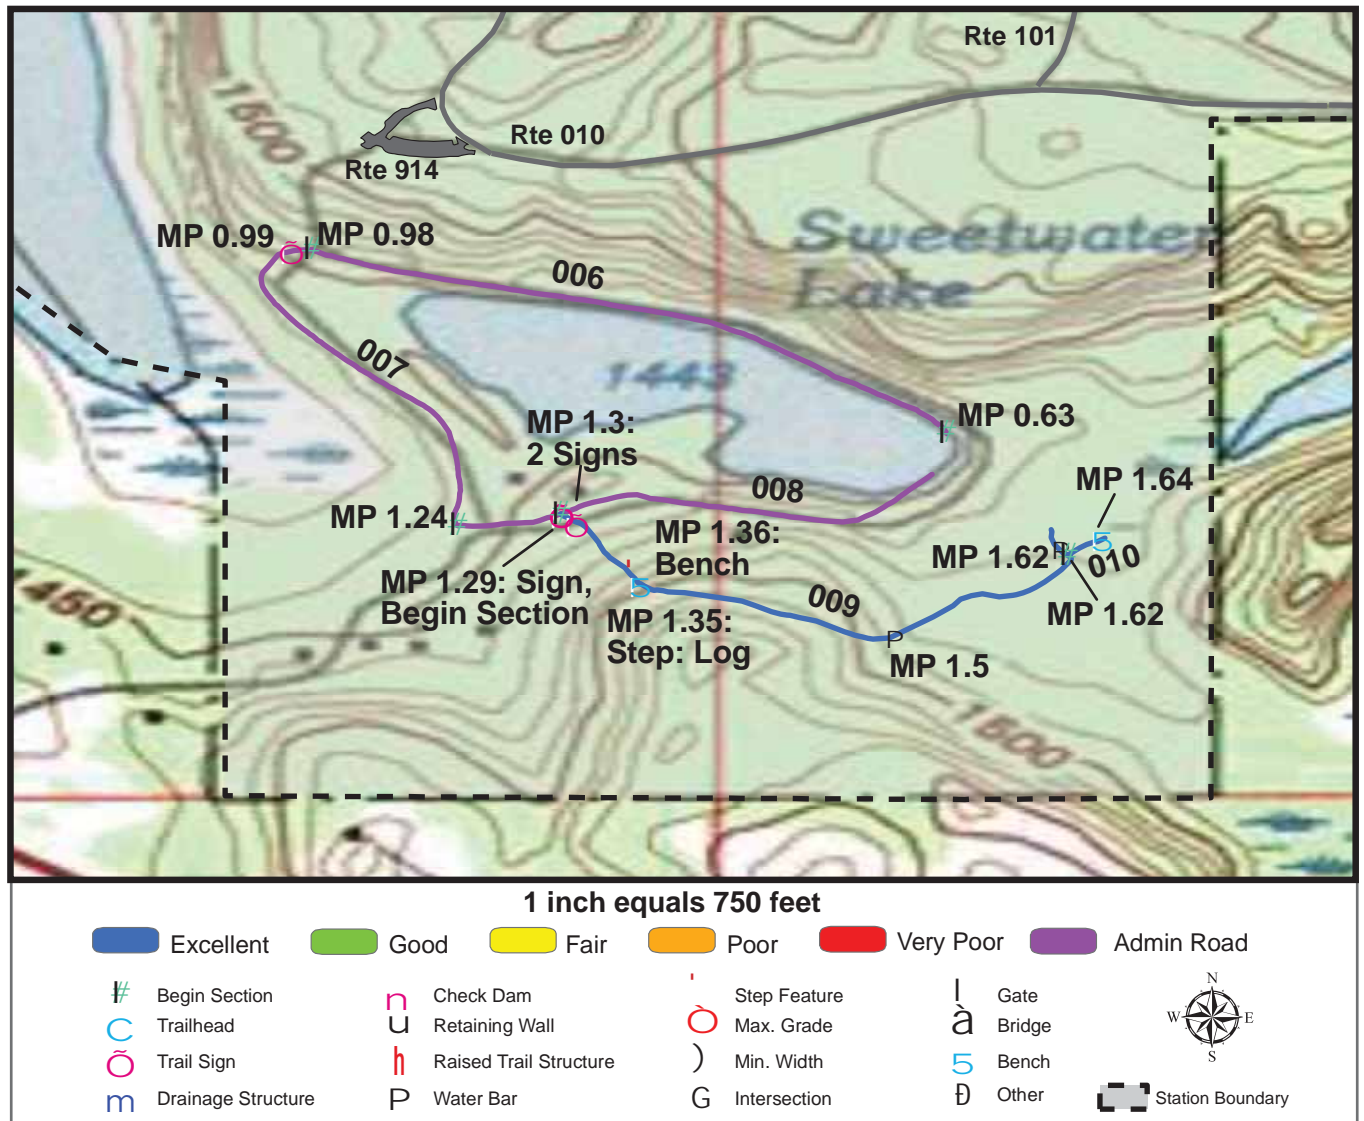 Rte 101
1500
Rte 010
Rte 914
MP 0.99
MP 0.98
Sweetwater
Lake
006
007
1443
MP 0.63
MP 1.3:
2 Signs
008
MP 1.64
MP 1.24
MP 1.36:
Bench
MP 1.62
010
MP 1.29: Sign,
Begin Section
009
MP 1.62
1450
MP 1.35:
Step: Log
MP 1.5
1500
1 inch equals 750 feet
Excellent
Good
Fair
Poor
Very Poor
Admin Road
Begin Section
Check Dam
Step Feature
Gate
Trailhead
Retaining Wall
Max. Grade
Bridge
Trail Sign
Raised Trail Structure
Min. Width
Bench
Drainage Structure
Water Bar
Intersection
Other
N
W E
S
Station Boundary